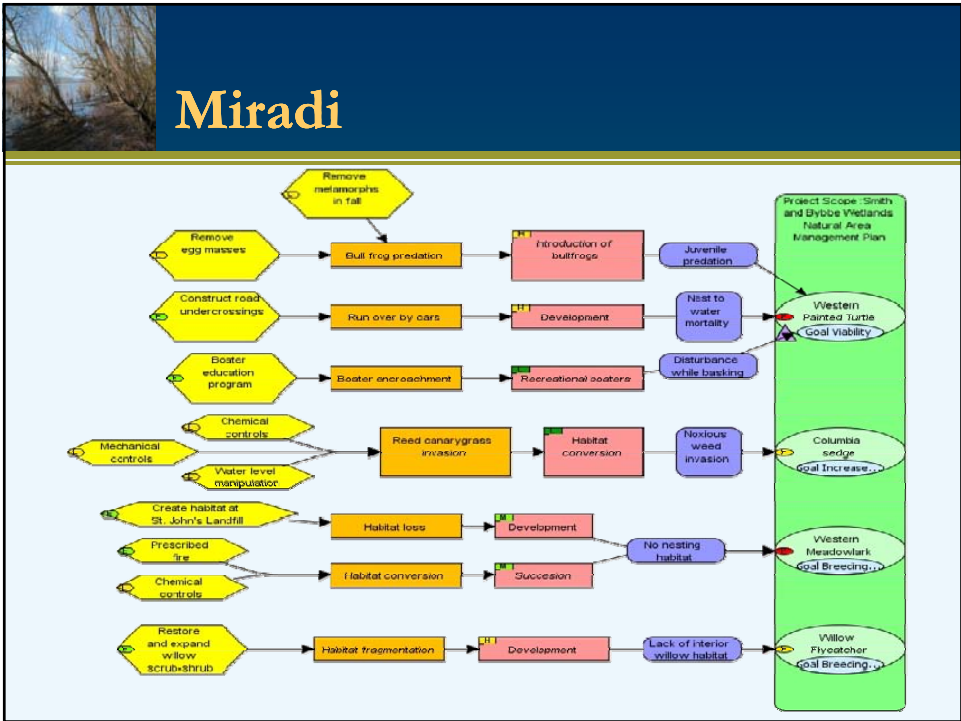 Miradi
Remove
melamorphs
in fall
Project Scope :Smith
and Bybbe Wetlands
Natural Area
Management Plan
Remove
egg masses
Bull frog predation
H
Introduction of
bullfrogs
Juvenile
predation
Construct road
undercrossings
Run over by cars
H
Development
Nest to
water
mortality
Western
Painted Turtle
Goal Viability
Boater
education
program
Boater encroachment
Recreational boaters
Disturbance
while basking
Chemical
controls
Mechanical
controls
Water level
manipulation
Reed canarygrass
invasion
Habitat
conversion
Noxious
weed
invasion
Columbia
sedge
Goal Increase...
Create habitat at
St. John's Landfill
Habitat loss
M
Development
Prescribed
fire
Chemical
controls
Habitat conversion
M
Succesion
No nesting
habitat
Western
Meadowlark
Goal Breecing...
Restore
and expand
willow
scrub-shrub
Habitat fragmentation
H
Development
Lack of interior
willow habitat
Willow
Flycatcher
Goal Breecing...